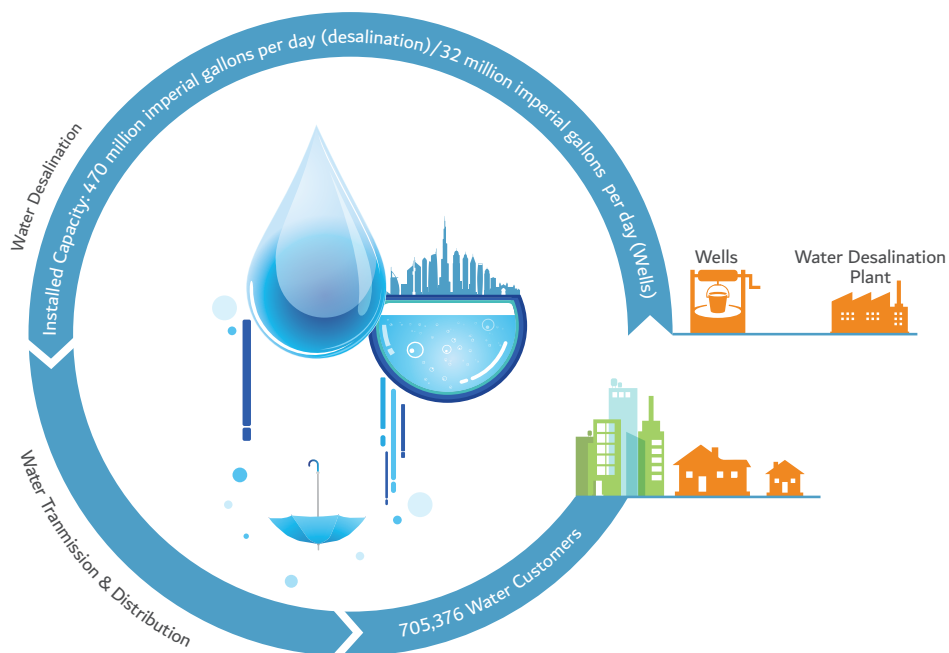 Water Desalination
Installed Capacity: 470 million imperial gallons per day (desalination)/32 million imperial gallons per day (Wells)
Wells
Water Desalination
Plant
Water Tranmission & Distribution
705,376 Water Customers